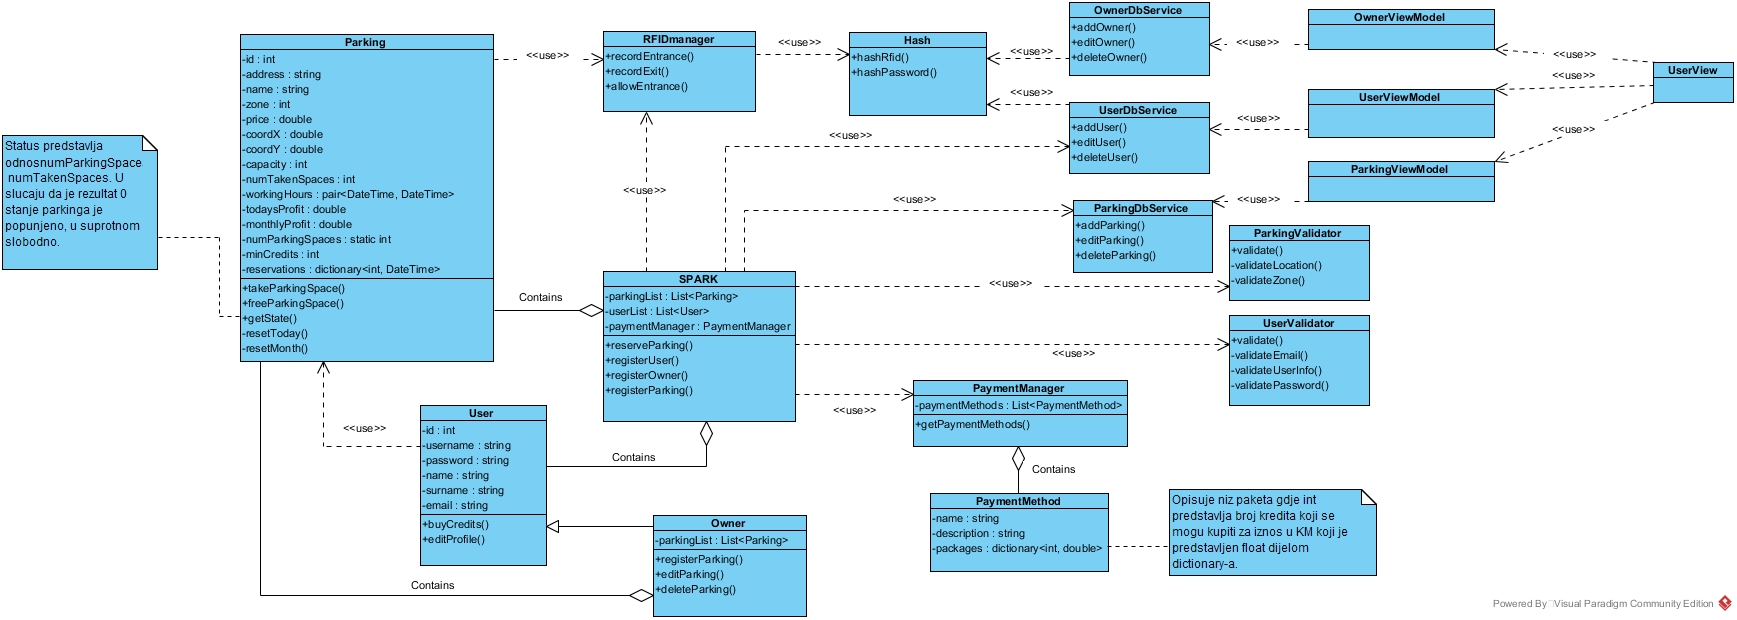 Status predstavlja
odnosnumParkingSpace
numTakenSpaces. U
slucaju da je rezultat 0
stanje parkinga je
popunjeno, u suprotnom
slobodno.
Parking
-id : int
-address : string
-name : string
-zone : int
-price : double
-coordX : double
-coordY : double
-capacity : int
-numTakenSpaces : int
-workingHours : pair<DateTime, DateTime>
-todaysProfit : double
-monthlyProfit : double
-numParkingSpaces : static int
-minCredits : int
-reservations : dictionary<int, DateTime>
+takeParkingSpace()
+freeParkingSpace()
+getState()
-resetToday()
-resetMonth()
<<use>>
RFIDmanager
+recordEntrance()
+recordExit()
+allowEntrance()
<<use>>
Hash
+hashRfid()
+hashPassword()
<<use>>
<<use>>
OwnerDbService
+addOwner()
+editOwner()
+deleteOwner()
<<use>>
OwnerViewModel
<<use>>
UserView
UserDbService
+addUser()
+editUser()
+deleteUser()
<<use>>
UserViewModel
<<use>>
<<use>>
ParkingViewModel
<<use>>
<<use>>
<<use>>
<<use>>
ParkingDbService
+addParking()
+editParking()
+deleteParking()
ParkingValidator
+validate()
-validateLocation()
-validateZone()
<<use>>
SPARK
-parkingList : List<Parking>
-userList : List<User>
-paymentManager : PaymentManager
+reserveParking()
+registerUser()
+registerOwner()
+registerParking()
Contains
UserValidator
+validate()
-validateEmail()
-validateUserInfo()
-validatePassword()
<<use>>
<<use>>
PaymentManager
-paymentMethods : List<PaymentMethod>
+getPaymentMethods()
Contains
PaymentMethod
-name : string
-description : string
-packages : dictionary<int, double>
Opisuje niz paketa gdje int
predstavlja broj kredita koji se
mogu kupiti za iznos u KM koji je
predstavljen float dijelom
dictionary-a.
<<use>>
User
-id : int
-username : string
-password : string
-name : string
-surname : string
-email : string
+buyCredits()
+editProfile()
Contains
Owner
-parkingList : List<Parking>
+registerParking()
+editParking()
+deleteParking()
Contains
Powered By Visual Paradigm Community Edition